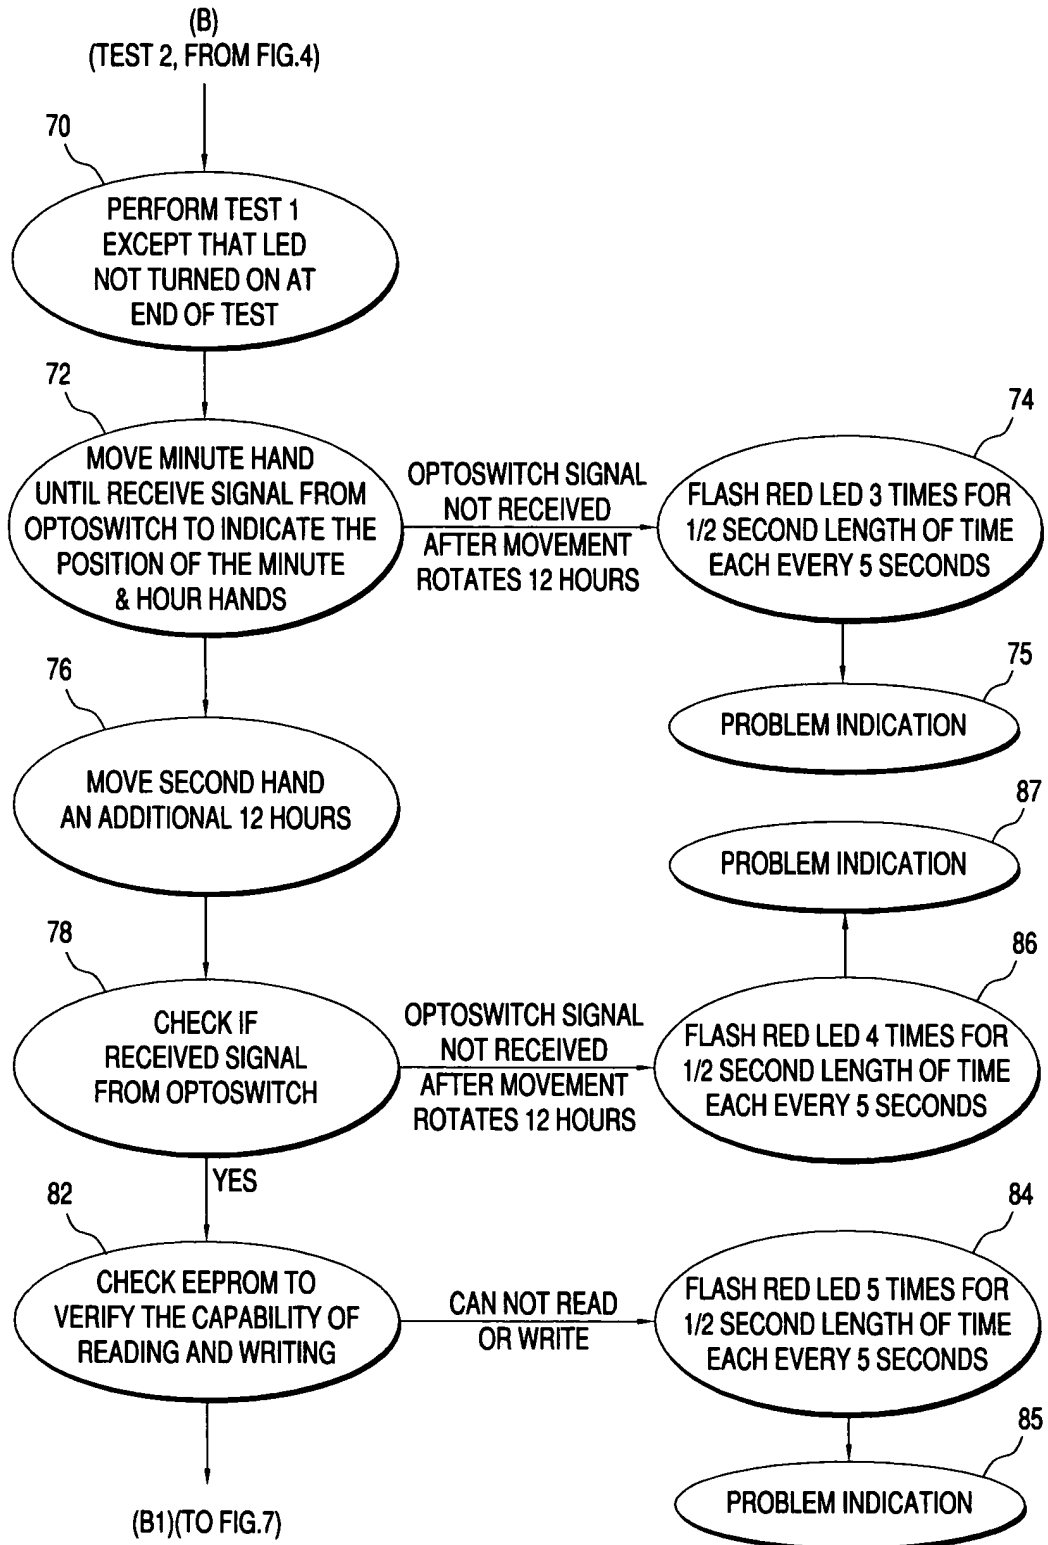 (B)
(TEST 2, FROM FIG.4)
70
PERFORM TEST 1
EXCEPT THAT LED
NOT TURNED ON AT
END OF TEST
72
MOVE MINUTE HAND
UNTIL RECEIVE SIGNAL FROM
OPTOSWITCH TO INDICATE THE
POSITION OF THE MINUTE
& HOUR HANDS
OPTOSWITCH SIGNAL
NOT RECEIVED
AFTER MOVEMENT
ROTATES 12 HOURS
74
FLASH RED LED 3 TIMES FOR
1/2 SECOND LENGTH OF TIME
EACH EVERY 5 SECONDS
75
PROBLEM INDICATION
76
MOVE SECOND HAND
AN ADDITIONAL 12 HOURS
87
PROBLEM INDICATION
78
CHECK IF
RECEIVED SIGNAL
FROM OPTOSWITCH
OPTOSWITCH SIGNAL
NOT RECEIVED
AFTER MOVEMENT
ROTATES 12 HOURS
86
FLASH RED LED 4 TIMES FOR
1/2 SECOND LENGTH OF TIME
EACH EVERY 5 SECONDS
YES
82
CHECK EEPROM TO
VERIFY THE CAPABILITY OF
READING AND WRITING
CAN NOT READ
OR WRITE
84
FLASH RED LED 5 TIMES FOR
1/2 SECOND LENGTH OF TIME
EACH EVERY 5 SECONDS
85
PROBLEM INDICATION
(B1)(TO FIG.7)